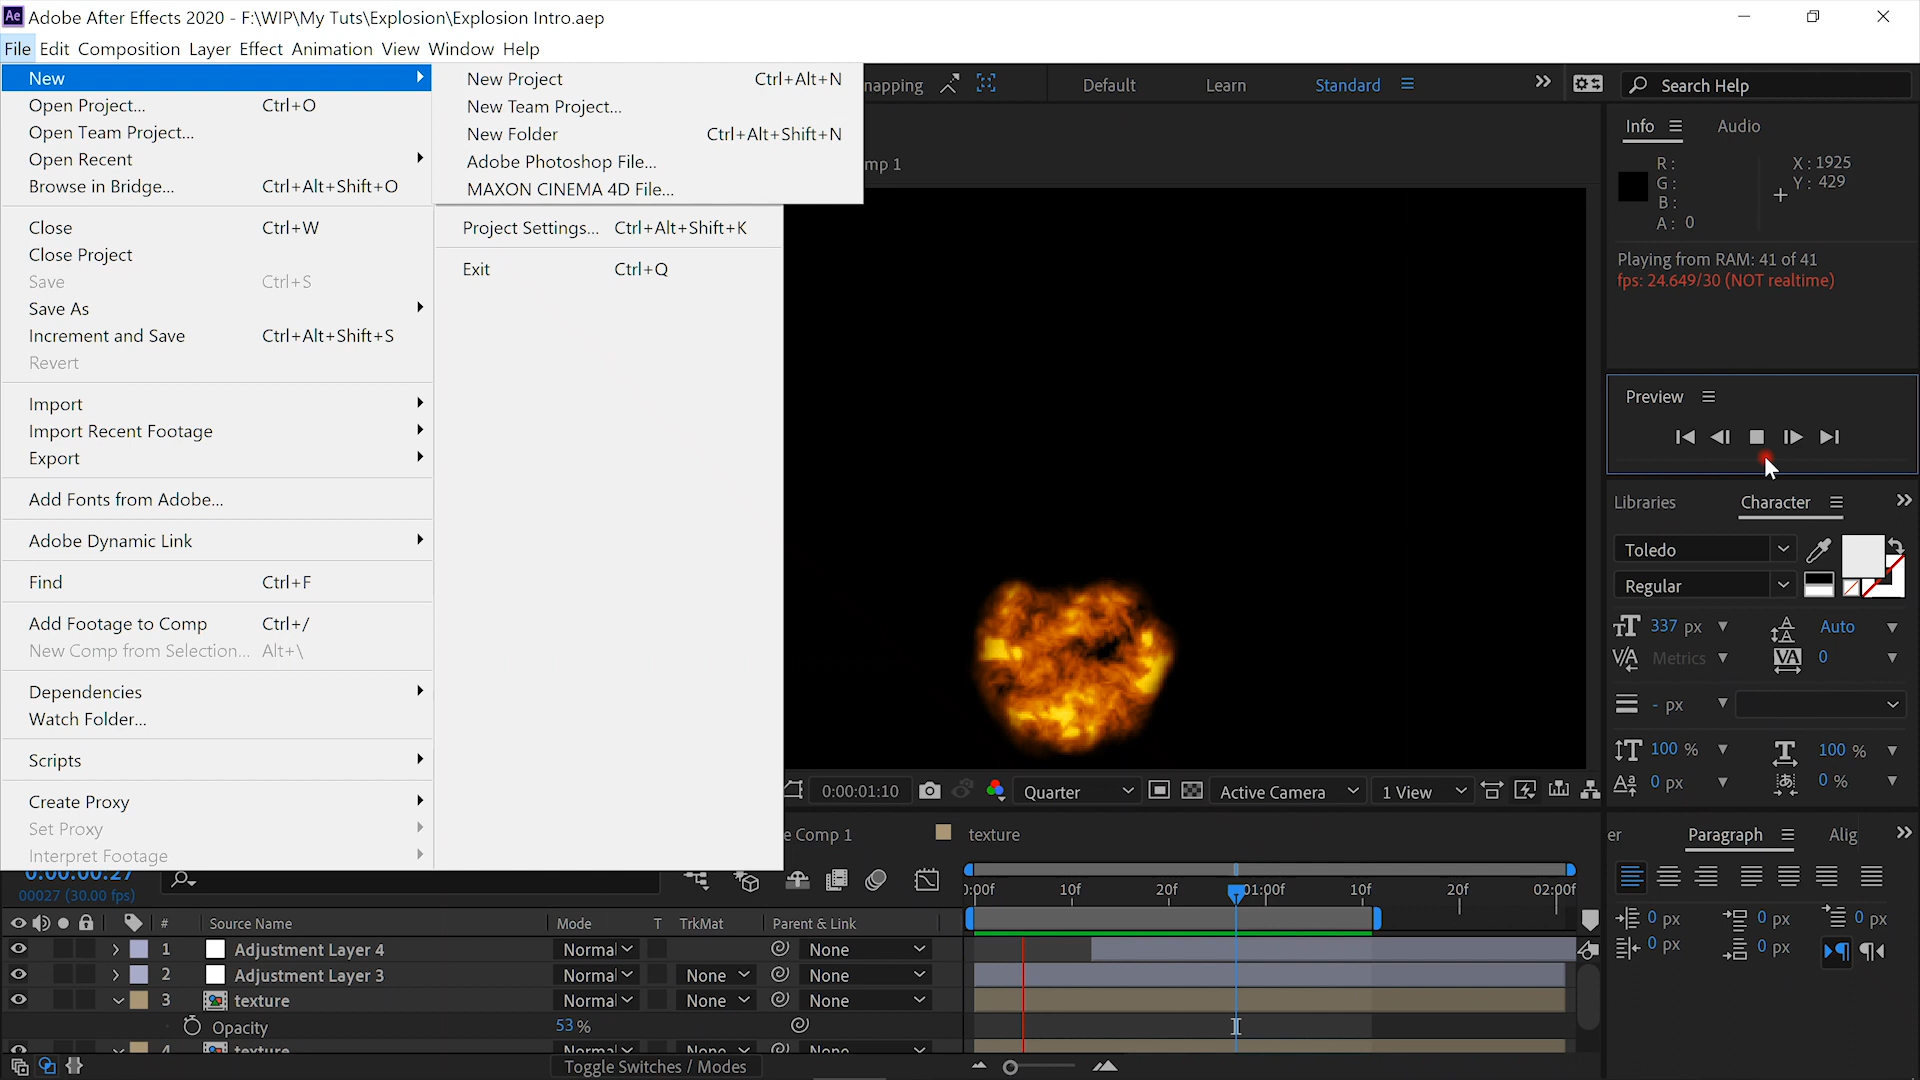 Adobe After Effects 2020 - F:\WIP\My Tuts\Explosion\Explosion Intro.aep
File Edit Composition Layer Effect Animation View Window Help
New
Open Project... Ctrl+O
Open Team Project...
Open Recent
Browse in Bridge... Ctrl+Alt+Shift+O
Close Ctrl+W
Close Project
Save Ctrl+S
Save As
Increment and Save Ctrl+Alt+Shift+S
Revert
Import
Import Recent Footage
Export
Add Fonts from Adobe...
Adobe Dynamic Link
Find Ctrl+F
Add Footage to Comp Ctrl+/
New Comp from Selection... Alt+\
Dependencies
Watch Folder...
Scripts
Create Proxy
Set Proxy
Interpret Footage
New Project Ctrl+Alt+N
New Team Project...
New Folder Ctrl+Alt+Shift+N
Adobe Photoshop File...
MAXON CINEMA 4D File...
Project Settings... Ctrl+Alt+Shift+K
Exit Ctrl+Q
napping Default Learn Standard Search Help
mp 1
Info Audio
R: X: 1925
G: Y: 429
B:
A: 0
Playing from RAM: 41 of 41
fps: 24.649/30 (NOT realtime)
Preview
Libraries Character
Toledo
Regular
337 px Auto
Metrics 0
- px
100 % 100 %
0 px 0 %
0:00:01:10 Quarter Active Camera 1 View
e Comp 1 texture
er Paragraph Alig
0 px 0 px 0 px
0 px 0 px
0:00:00:27
00027 (30.00 fps)
):00f 10f 20f 01:00f 10f 20f 02:00f
# Source Name Mode T TrkMat Parent & Link
1 Adjustment Layer 4 Normal None
2 Adjustment Layer 3 Normal None None
3 texture Normal None None
Opacity 53 %
4 texture Normal None None
Toggle Switches / Modes